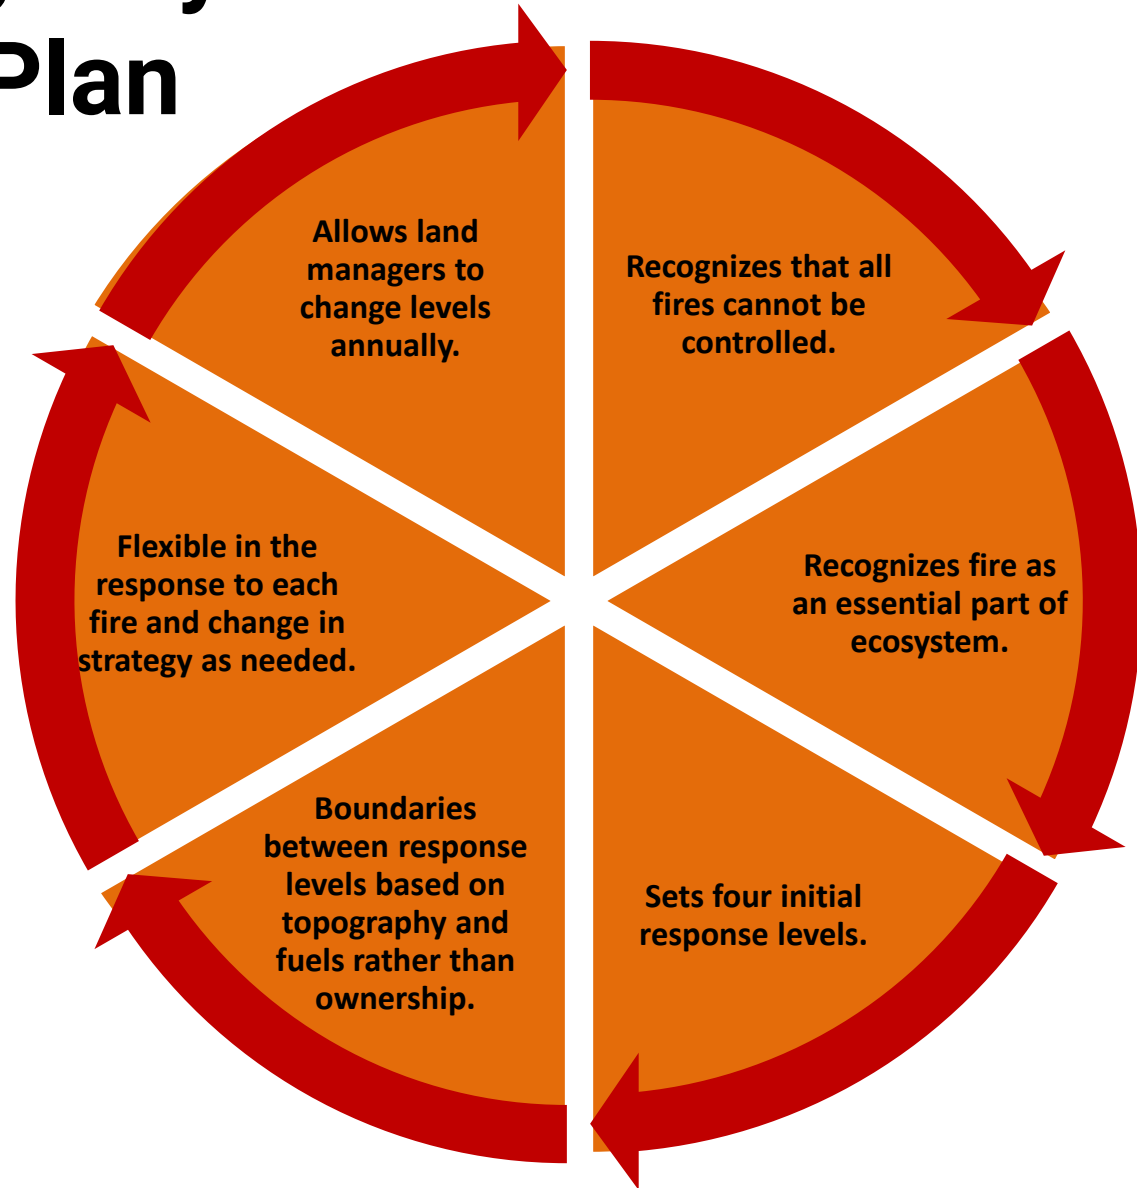 Plan
Allows land
managers to
change levels
annually.
Recognizes that all
fires cannot be
controlled.
Recognizes fire as
an essential part of
ecosystem.
Sets four initial
response levels.
Boundaries
between response
levels based on
topography and
fuels rather than
ownership.
Flexible in the
response to each
fire and change in
strategy as needed.